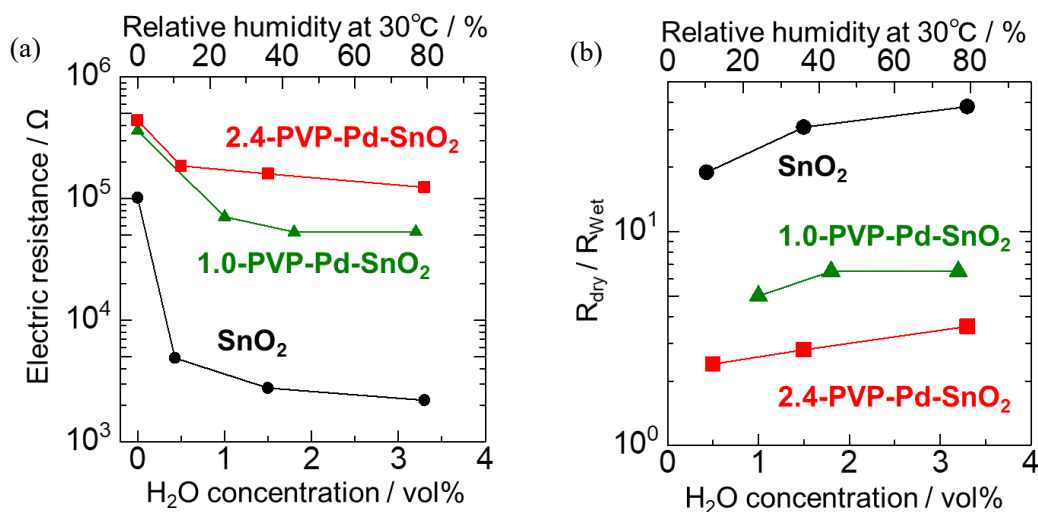 (a)
Relative humidity at 30℃ / %
0 20 40 60 80
10⁶
10⁵
10⁴
10³
Electric resistance / Ω
2.4-PVP-Pd-SnO₂
1.0-PVP-Pd-SnO₂
SnO₂
0 1 2 3 4
H₂O concentration / vol%
(b)
Relative humidity at 30℃ / %
0 20 40 60 80
10¹
10⁰
R_dry / R_Wet
SnO₂
1.0-PVP-Pd-SnO₂
2.4-PVP-Pd-SnO₂
0 1 2 3 4
H₂O concentration / vol%